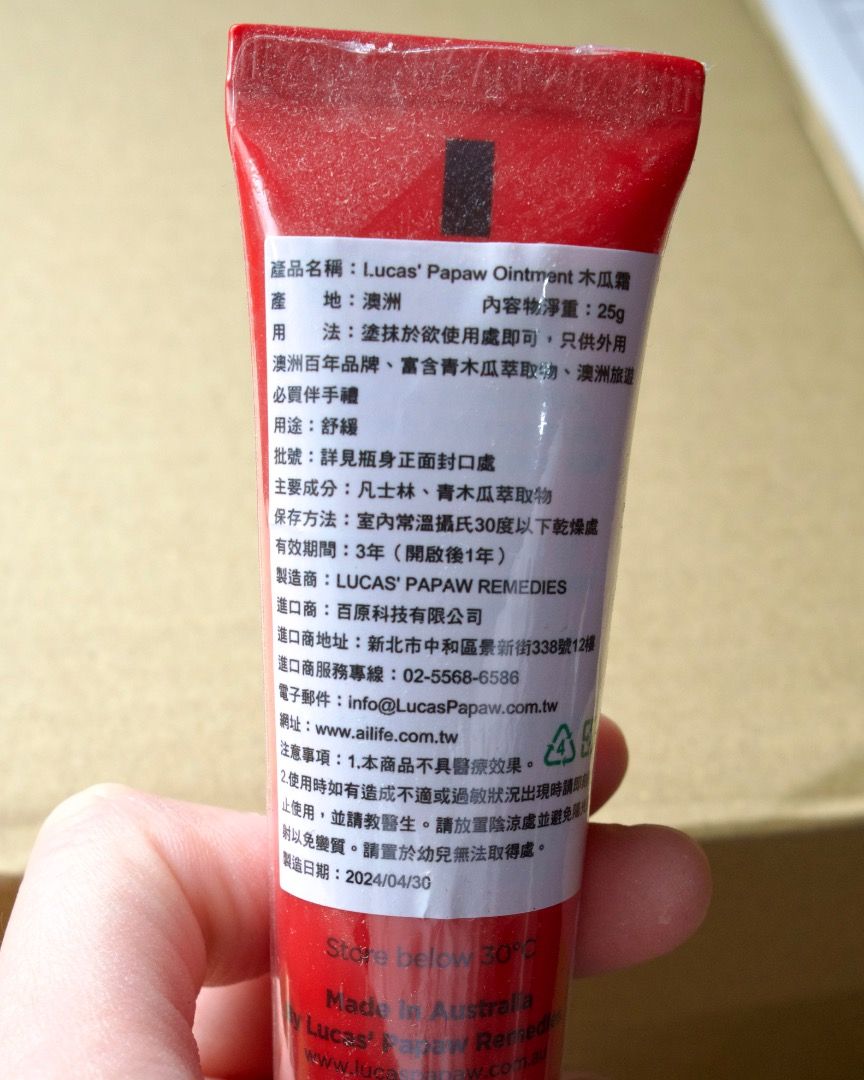 產品名稱：Lucas' Papaw Ointment 木瓜霜
產　　地：澳洲　　　內容物淨重：25g
用　　法：塗抹於欲使用處即可，只供外用
澳洲百年品牌、富含青木瓜萃取物、澳洲旅遊
必買伴手禮
用途：舒緩
批號：詳見瓶身正面封口處
主要成分：凡士林、青木瓜萃取物
保存方法：室內常溫攝氏30度以下乾燥處
有效期間：3年（開啟後1年）
製造商：LUCAS' PAPAW REMEDIES
進口商：百原科技有限公司
進口商地址：新北市中和區景新街338號12樓
進口商服務專線：02-5568-6586
電子郵件：info@LucasPapaw.com.tw
網址：www.ailife.com.tw
注意事項：1.本商品不具醫療效果。 4
2.使用時如有造成不適或過敏狀況出現時請即
止使用，並請教醫生。請放置陰涼處並避免陽
射以免變質。請置於幼兒無法取得處。
製造日期：2024/04/30
Store below 30°C
Made in Australia
Lucas' Papaw Remedies
www.lucaspapaw.com.au